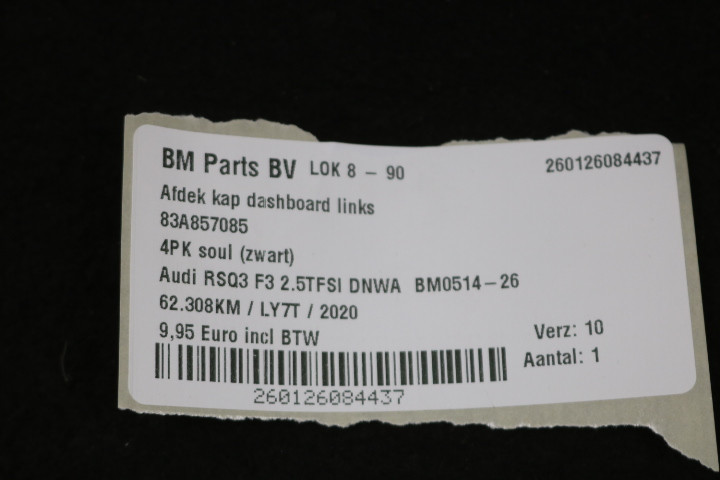 BM Parts BV LOK 8 - 90 260126084437
Afdek kap dashboard links
83A857085
4PK soul (zwart)
Audi RSQ3 F3 2.5TFSI DNWA BM0514-26
62.308KM / LY7T / 2020
9,95 Euro incl BTW Verz: 10
Aantal: 1
260126084437